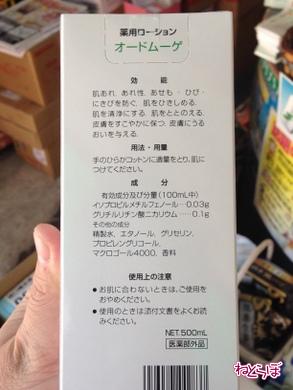 薬用ローション
オードムーゲ
効能
肌あれ、あれ性、あせも・ひび・
にきびを防ぐ、肌をひきしめる、
肌を清浄にする、肌をととのえる、
皮膚をすこやかに保つ、皮膚にうる
おいを与える。
用法・用量
手のひらかコットンに適量をとり、肌に
つけてください。
成分
有効成分及び分量（100mL中）
イソプロピルメチルフェノール…0.03g
グリチルリチン酸二カリウム……0.1g
その他の成分
精製水、エタノール、グリセリン、
プロピレングリコール、
マクロゴール4000、香料
使用上の注意
●お肌に合わないときは、ご使用を
おやめください。
●使用のときは添付文書をよくお読
みください。
NET.500mL
医薬部外品
ねとらぼ